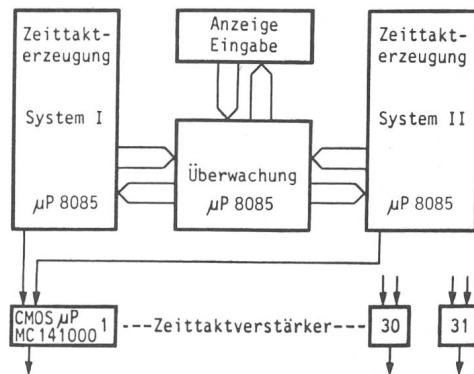 Zeittakt-
erzeugung
System I
µP 8085
Anzeige
Eingabe
Überwachung
µP 8085
Zeittakt-
erzeugung
System II
µP 8085
CMOS µP
MC 141000
1
---Zeittaktverstärker---
30
31